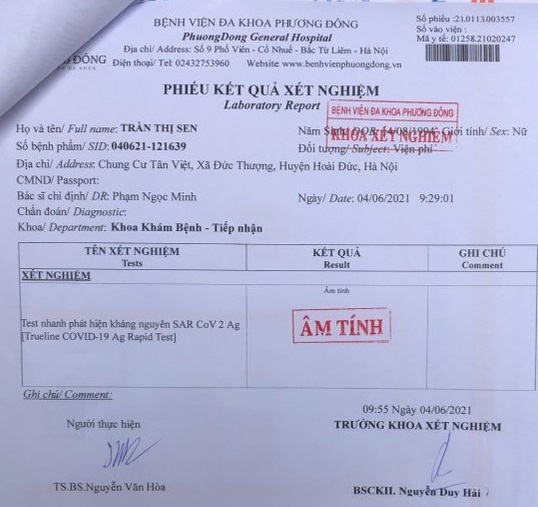 BỆNH VIỆN ĐA KHOA PHƯƠNG ĐÔNG
PhuongDong General Hospital
Địa chỉ/ Address: Số 9 Phố Viên - Cổ Nhuế - Bắc Từ Liêm - Hà Nội
Điện thoại/ Tel: 02432753960 Website: www.benhvienphuongdong.vn
Số phiếu :21.0113.003557
Số vào viện :
Mã y tế: 01258.21020247
G ĐÔNG
PHIẾU KẾT QUẢ XÉT NGHIỆM
Laboratory Report
BỆNH VIỆN ĐA KHOA PHƯƠNG ĐÔNG
KHOA XÉT NGHIỆM
Họ và tên/ Full name: TRẦN THỊ SEN
Năm Sinh/ DOB: 14/08/1994 Giới tính/ Sex: Nữ
Số bệnh phẩm/ SID: 040621-121639
Đối tượng/ Subject: Viện phí
Địa chỉ/ Address: Chung Cư Tân Việt, Xã Đức Thượng, Huyện Hoài Đức, Hà Nội
CMND/ Passport:
Bác sĩ chỉ định/ DR: Phạm Ngọc Minh
Ngày/ Date: 04/06/2021 9:29:01
Chẩn đoán/ Diagnostic:
Khoa/ Department: Khoa Khám Bệnh - Tiếp nhận
TÊN XÉT NGHIỆM KẾT QUẢ GHI CHÚ
Tests Result Comment
XÉT NGHIỆM
Âm tính
Test nhanh phát hiện kháng nguyên SAR CoV 2 Ag
[Trueline COVID-19 Ag Rapid Test]
ÂM TÍNH
Ghi chú/ Comment:
09:55 Ngày 04/06/2021
Người thực hiện
TRƯỞNG KHOA XÉT NGHIỆM
TS.BS.Nguyễn Văn Hòa
BSCKII. Nguyễn Duy Hải